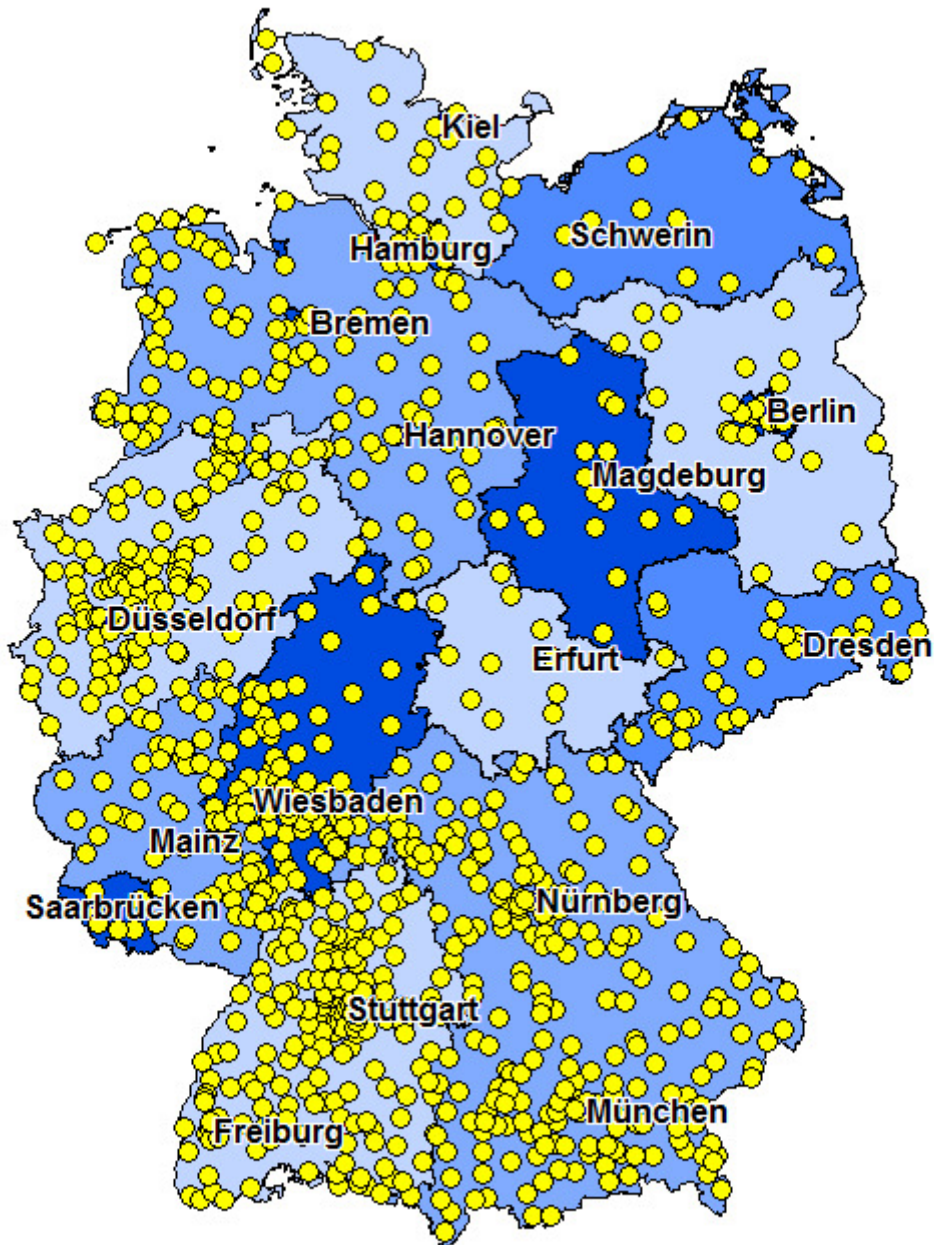 Kiel
Schwerin
Hamburg
Bremen
Berlin
Hannover
Magdeburg
Düsseldorf
Erfurt
Dresden
Wiesbaden
Mainz
Saarbrücken
Nürnberg
Stuttgart
München
Freiburg